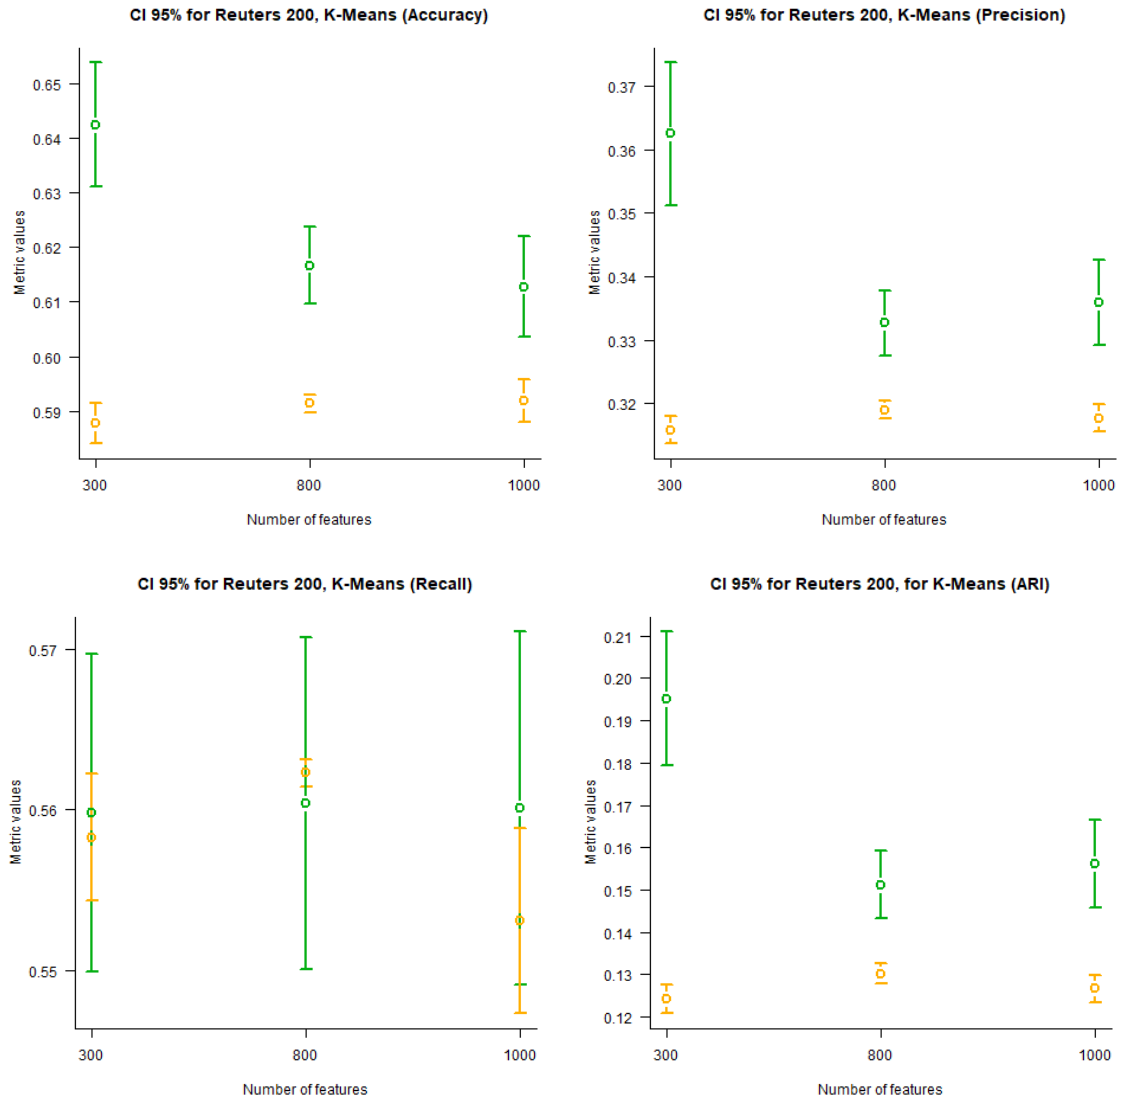 CI 95% for Reuters 200, K-Means (Accuracy)
Metric values
0.65
0.64
0.63
0.62
0.61
0.60
0.59
300 800 1000
Number of features
CI 95% for Reuters 200, K-Means (Precision)
Metric values
0.37
0.36
0.35
0.34
0.33
0.32
300 800 1000
Number of features
CI 95% for Reuters 200, K-Means (Recall)
Metric values
0.57
0.56
0.55
300 800 1000
Number of features
CI 95% for Reuters 200, for K-Means (ARI)
Metric values
0.21
0.20
0.19
0.18
0.17
0.16
0.15
0.14
0.13
0.12
300 800 1000
Number of features